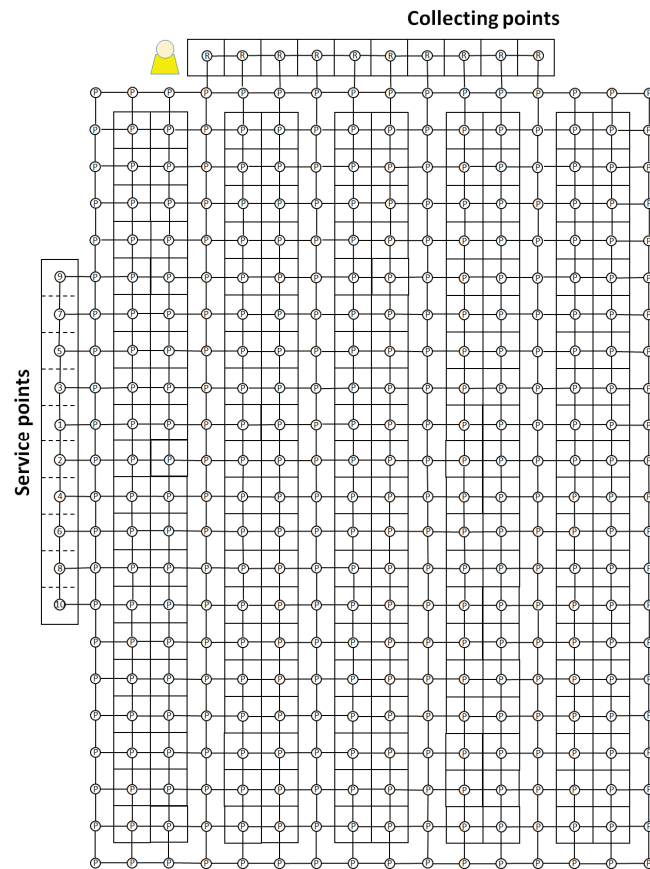 Collecting points
R R R R R R R R R R
P P P P P P P P P P P P P P P
P P P P P P P P P P P P P P P
P P P P P P P P P P P P P P P
P P P P P P P P P P P P P P P
P P P P P P P P P P P P P P P
9 P P P P P P P P P P P P P P P
7 P P P P P P P P P P P P P P P
5 P P P P P P P P P P P P P P P
3 P P P P P P P P P P P P P P P
1 P P P P P P P P P P P P P P P
2 P P P P P P P P P P P P P P P
4 P P P P P P P P P P P P P P P
6 P P P P P P P P P P P P P P P
8 P P P P P P P P P P P P P P P
10 P P P P P P P P P P P P P P P
P P P P P P P P P P P P P P P
P P P P P P P P P P P P P P P
P P P P P P P P P P P P P P P
P P P P P P P P P P P P P P P
P P P P P P P P P P P P P P P
P P P P P P P P P P P P P P P
P P P P P P P P P P P P P P P
Service points